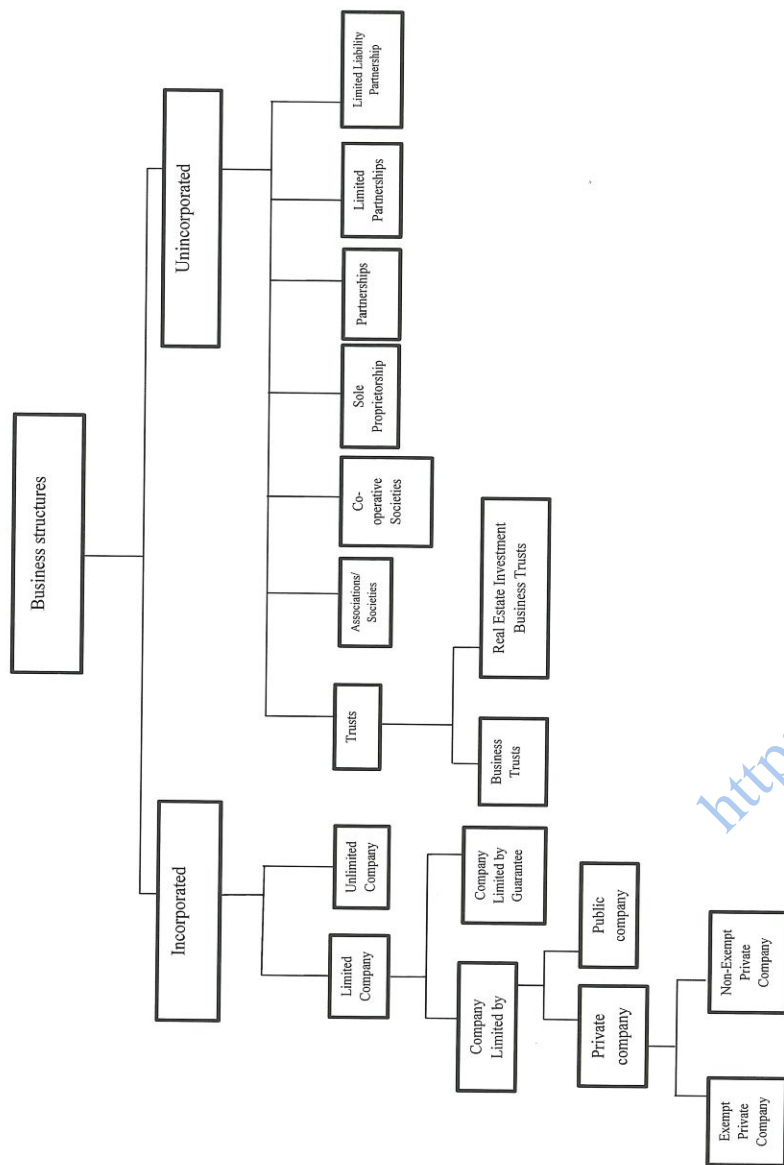 Business structures
Incorporated
Unincorporated
Limited
Company
Unlimited
Company
Trusts
Associations/
Societies
Co-
operative
Societies
Sole
Proprietorship
Partnerships
Limited
Partnerships
Limited Liability
Partnership
Company
Limited by
Company
Limited by
Guarantee
Business
Trusts
Real Estate Investment
Business Trusts
Private
company
Public
company
Exempt
Private
Company
Non-Exempt
Private
Company
http